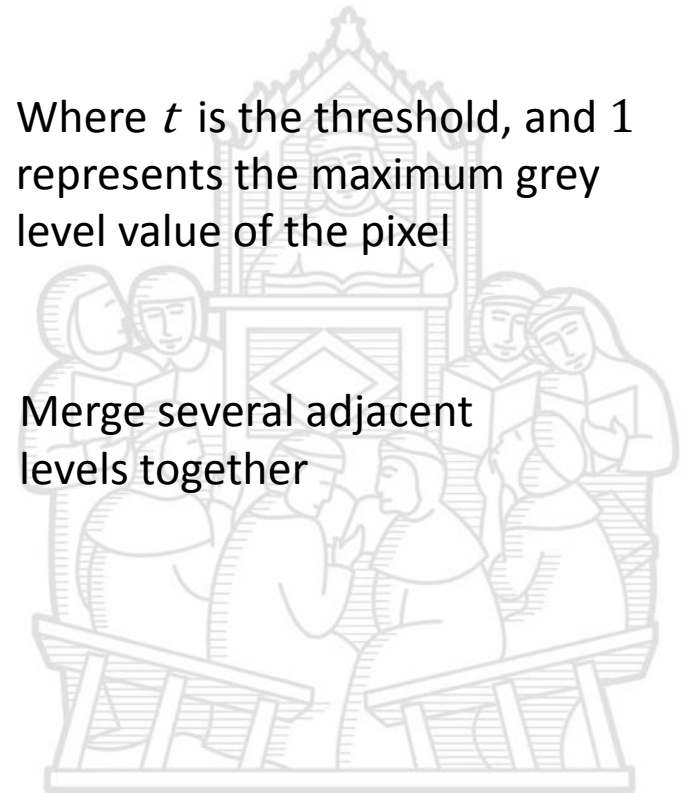 Where t is the threshold, and 1
represents the maximum grey
level value of the pixel
Merge several adjacent
levels together